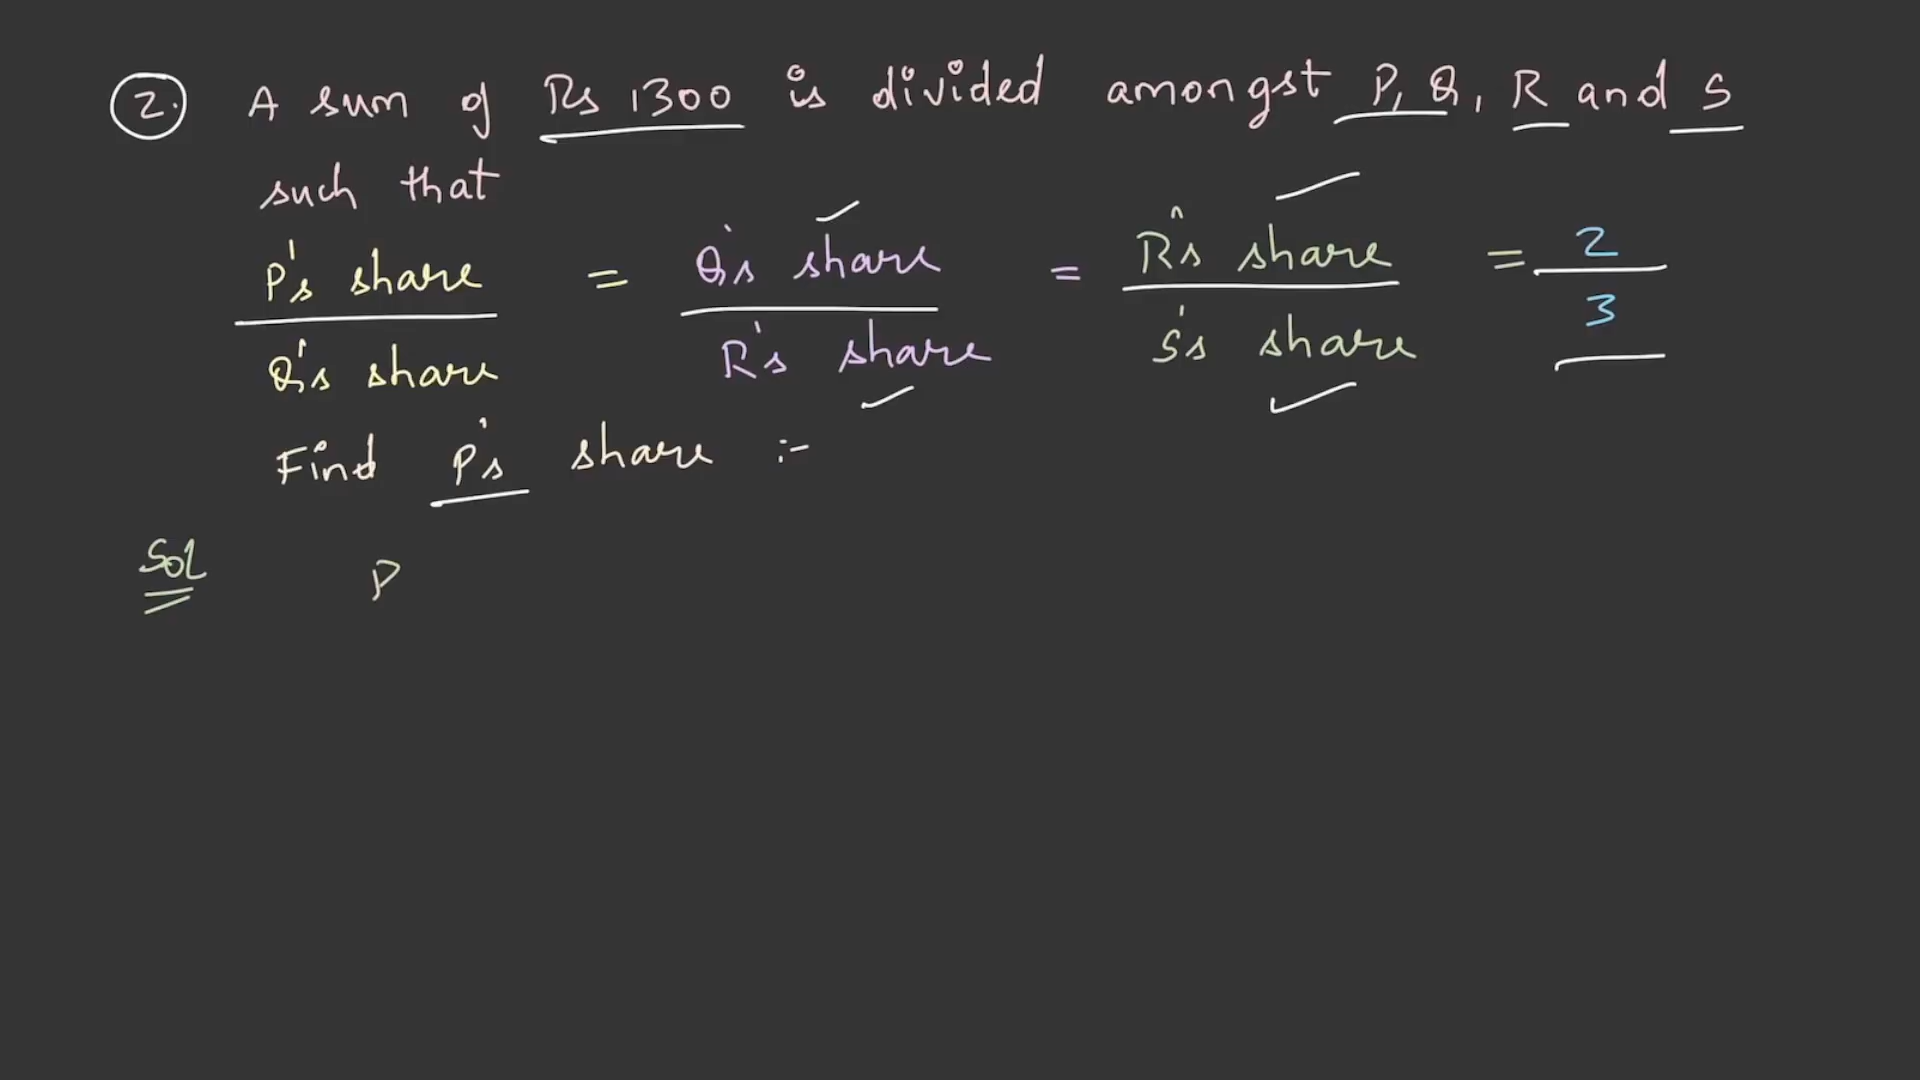 2. A sum of Rs 1300 is divided amongst P, Q, R and S
such that
P's share / Q's share = Q's share / R's share = R's share / S's share = 2 / 3
Find P's share :-
Sol P